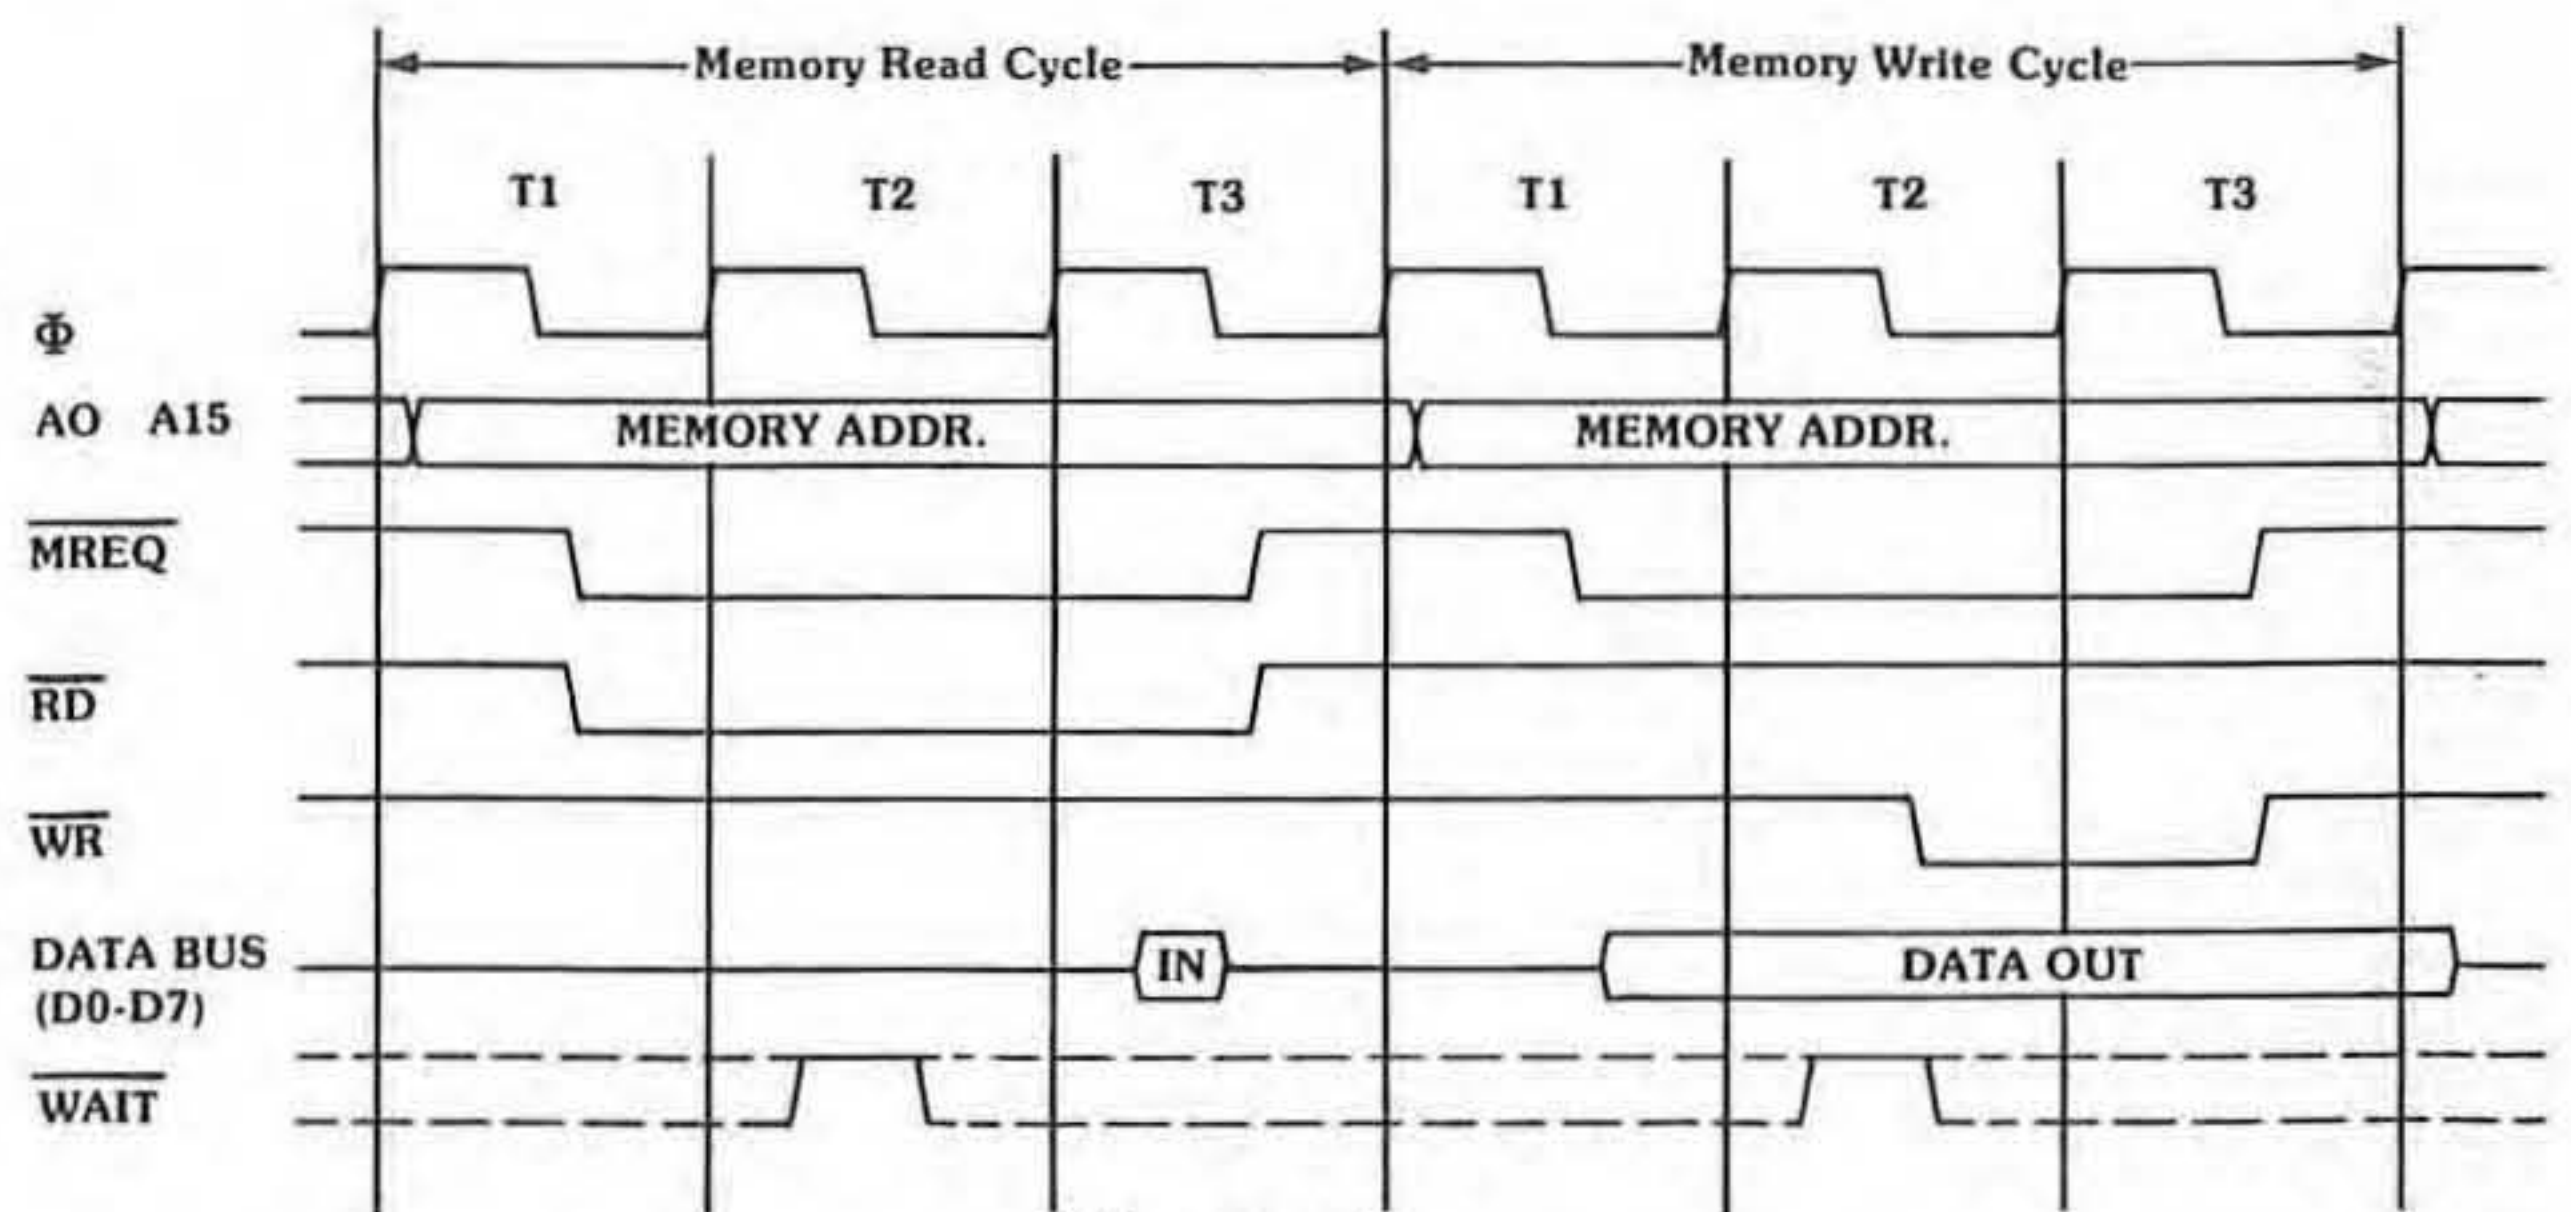 Memory Read Cycle Memory Write Cycle
T1 T2 T3 T1 T2 T3
Φ
AO A15 MEMORY ADDR. MEMORY ADDR.
MREQ
RD
WR
DATA BUS IN DATA OUT
(D0-D7)
WAIT